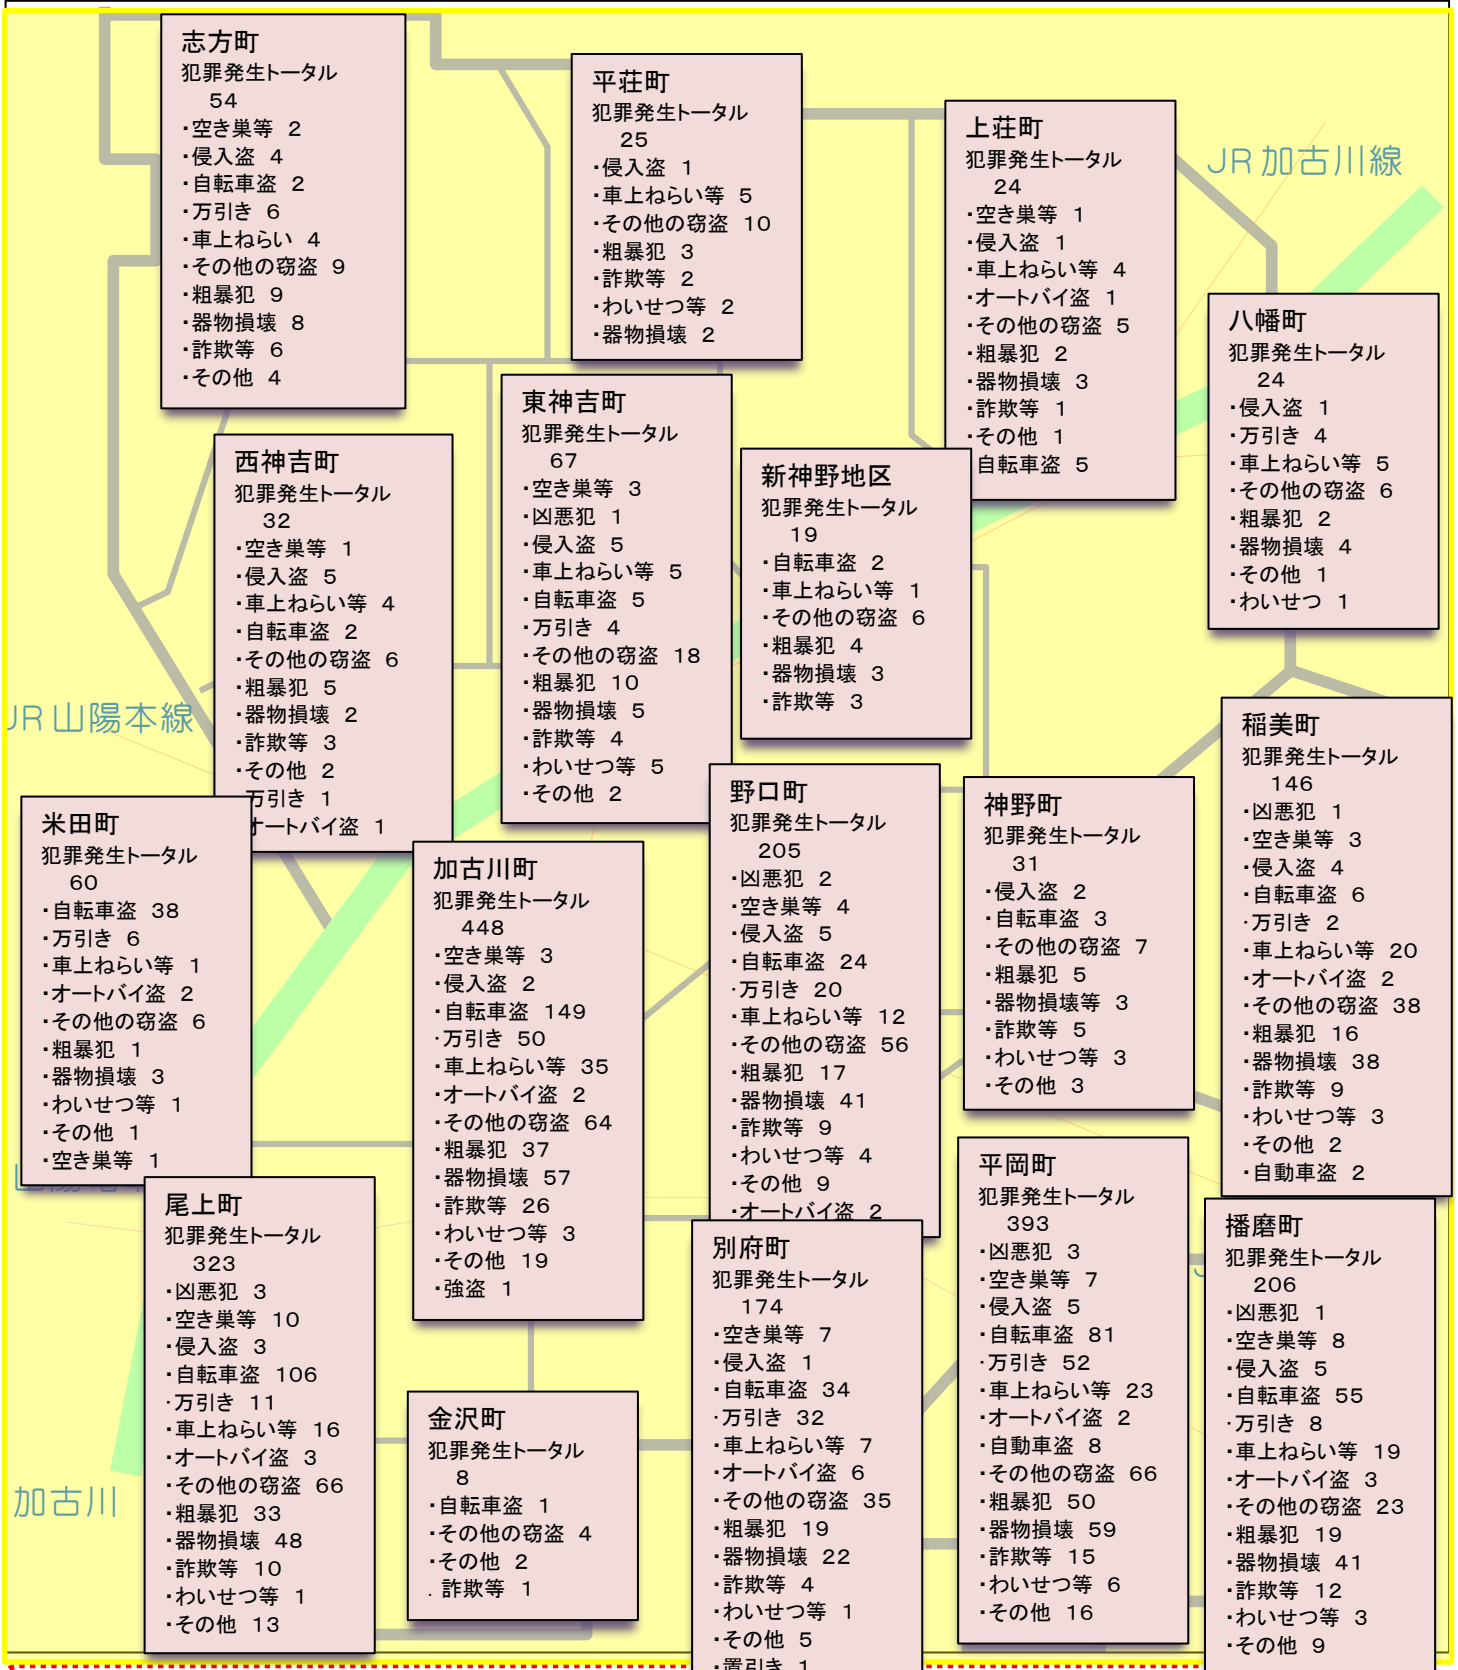 志方町
犯罪発生トータル
54
・空き巣等 2
・侵入盗 4
・自転車盗 2
・万引き 6
・車上ねらい 4
・その他の窃盗 9
・粗暴犯 9
・器物損壊 8
・詐欺等 6
・その他 4
平荘町
犯罪発生トータル
25
・侵入盗 1
・車上ねらい等 5
・その他の窃盗 10
・粗暴犯 3
・詐欺等 2
・わいせつ等 2
・器物損壊 2
上荘町
犯罪発生トータル
24
・空き巣等 1
・侵入盗 1
・車上ねらい等 4
・オートバイ盗 1
・その他の窃盗 5
・粗暴犯 2
・器物損壊 3
・詐欺等 1
・その他 1
自転車盗 5
JR加古川線
八幡町
犯罪発生トータル
24
・侵入盗 1
・万引き 4
・車上ねらい等 5
・その他の窃盗 6
・粗暴犯 2
・器物損壊 4
・その他 1
・わいせつ 1
西神吉町
犯罪発生トータル
32
・空き巣等 1
・侵入盗 5
・車上ねらい等 4
・自転車盗 2
・その他の窃盗 6
・粗暴犯 5
・器物損壊 2
・詐欺等 3
・その他 2
万引き 1
オートバイ盗 1
東神吉町
犯罪発生トータル
67
・空き巣等 3
・凶悪犯 1
・侵入盗 5
・車上ねらい等 5
・自転車盗 5
・万引き 4
・その他の窃盗 18
・粗暴犯 10
・器物損壊 5
・詐欺等 4
・わいせつ等 5
・その他 2
新神野地区
犯罪発生トータル
19
・自転車盗 2
・車上ねらい等 1
・その他の窃盗 6
・粗暴犯 4
・器物損壊 3
・詐欺等 3
JR山陽本線
稲美町
犯罪発生トータル
146
・凶悪犯 1
・空き巣等 3
・侵入盗 4
・自転車盗 6
・万引き 2
・車上ねらい等 20
・オートバイ盗 2
・その他の窃盗 38
・粗暴犯 16
・器物損壊 38
・詐欺等 9
・わいせつ等 3
・その他 2
・自動車盗 2
米田町
犯罪発生トータル
60
・自転車盗 38
・万引き 6
・車上ねらい等 1
・オートバイ盗 2
・その他の窃盗 6
・粗暴犯 1
・器物損壊 3
・わいせつ等 1
・その他 1
・空き巣等 1
加古川町
犯罪発生トータル
448
・空き巣等 3
・侵入盗 2
・自転車盗 149
・万引き 50
・車上ねらい等 35
・オートバイ盗 2
・その他の窃盗 64
・粗暴犯 37
・器物損壊 57
・詐欺等 26
・わいせつ等 3
・その他 19
・強盗 1
野口町
犯罪発生トータル
205
・凶悪犯 2
・空き巣等 4
・侵入盗 5
・自転車盗 24
・万引き 20
・車上ねらい等 12
・その他の窃盗 56
・粗暴犯 17
・器物損壊 41
・詐欺等 9
・わいせつ等 4
・その他 9
・オートバイ盗 2
神野町
犯罪発生トータル
31
・侵入盗 2
・自転車盗 3
・その他の窃盗 7
・粗暴犯 5
・器物損壊等 3
・詐欺等 5
・わいせつ等 3
・その他 3
尾上町
犯罪発生トータル
323
・凶悪犯 3
・空き巣等 10
・侵入盗 3
・自転車盗 106
・万引き 11
・車上ねらい等 16
・オートバイ盗 3
・その他の窃盗 66
・粗暴犯 33
・器物損壊 48
・詐欺等 10
・わいせつ等 1
・その他 13
加古川
金沢町
犯罪発生トータル
8
・自転車盗 1
・その他の窃盗 4
・その他 2
. 詐欺等 1
別府町
犯罪発生トータル
174
・空き巣等 7
・侵入盗 1
・自転車盗 34
・万引き 32
・車上ねらい等 7
・オートバイ盗 6
・その他の窃盗 35
・粗暴犯 19
・器物損壊 22
・詐欺等 4
・わいせつ等 1
・その他 5
・置引き 1
平岡町
犯罪発生トータル
393
・凶悪犯 3
・空き巣等 7
・侵入盗 5
・自転車盗 81
・万引き 52
・車上ねらい等 23
・オートバイ盗 2
・自動車盗 8
・その他の窃盗 66
・粗暴犯 50
・器物損壊 59
・詐欺等 15
・わいせつ等 6
・その他 16
播磨町
犯罪発生トータル
206
・凶悪犯 1
・空き巣等 8
・侵入盗 5
・自転車盗 55
・万引き 8
・車上ねらい等 19
・オートバイ盗 3
・その他の窃盗 23
・粗暴犯 19
・器物損壊 41
・詐欺等 12
・わいせつ等 3
・その他 9